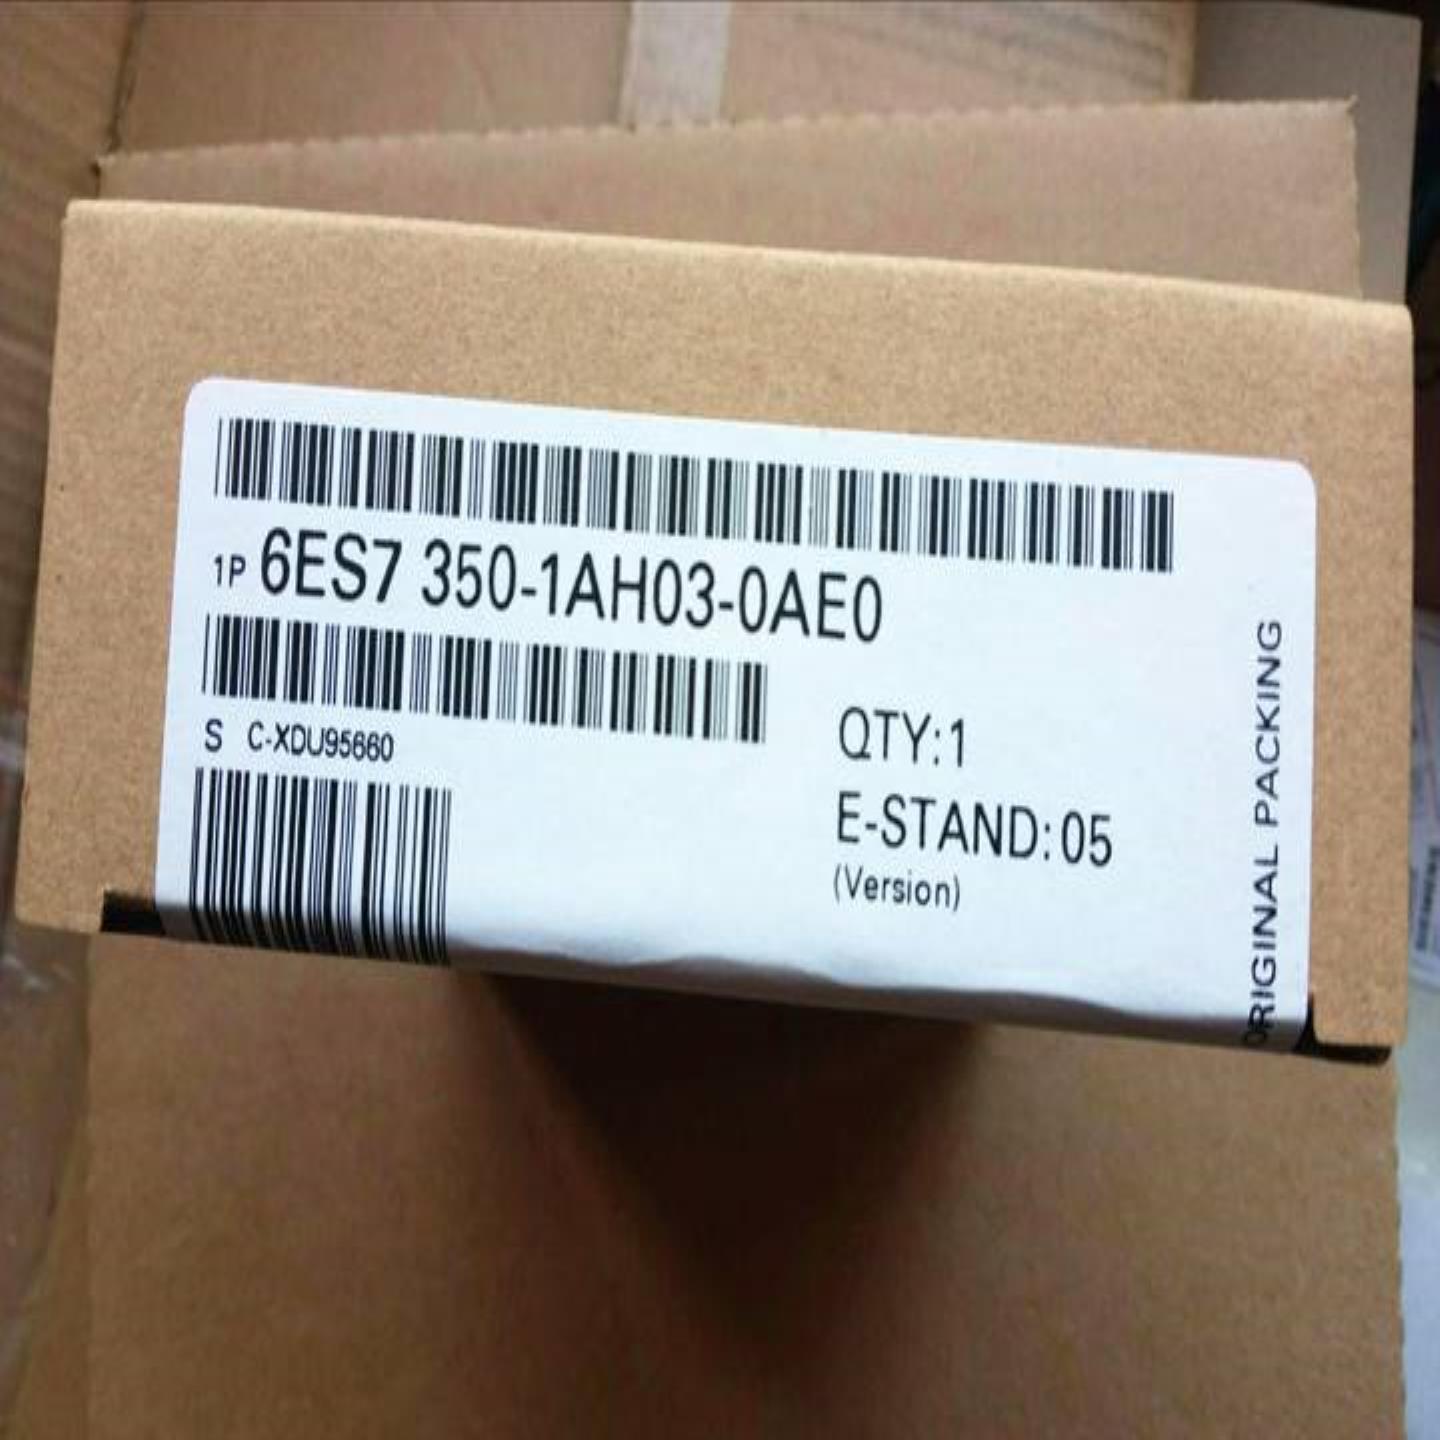 1P 6ES7 350-1AH03-0AE0
S C-XDU95660
QTY:1
E-STAND:05
(Version)
ORIGINAL PACKING